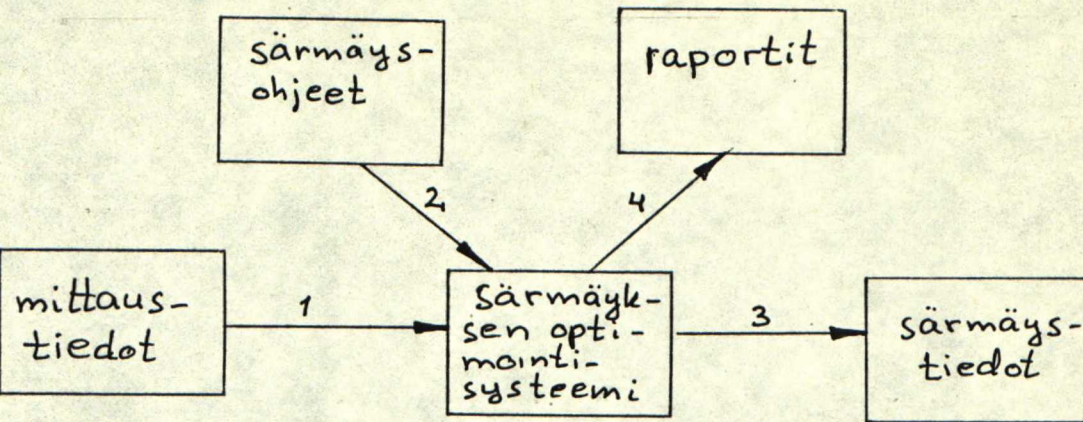 särmäys-
ohjeet
raportit
2
4
mittaus-
tiedot
1
särmäyk-
sen opti-
mointi-
systeemi
3
särmäys-
tiedot